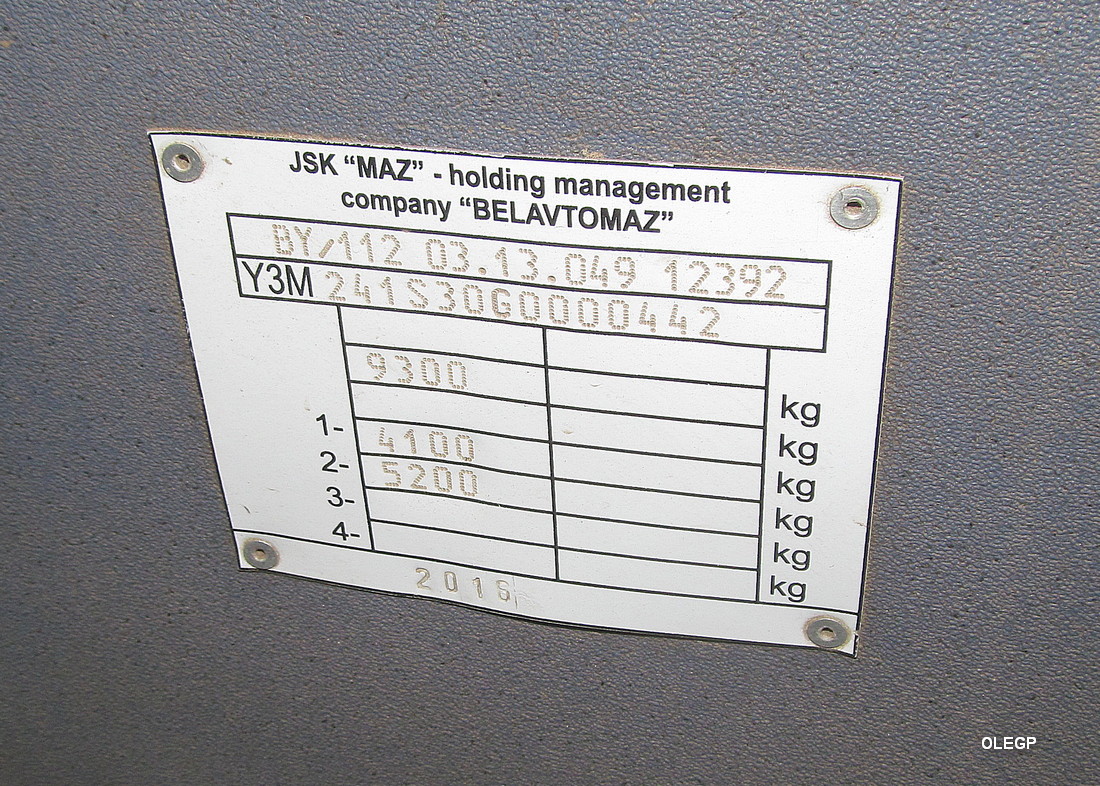 JSK “MAZ” - holding management
company “BELAVTOMAZ”
BY/112 03.13.049 12392
Y3M 241S30G0000442
9300 kg
kg
1- 4100 kg
2- 5200 kg
3- kg
4- kg
2016
OLEGP